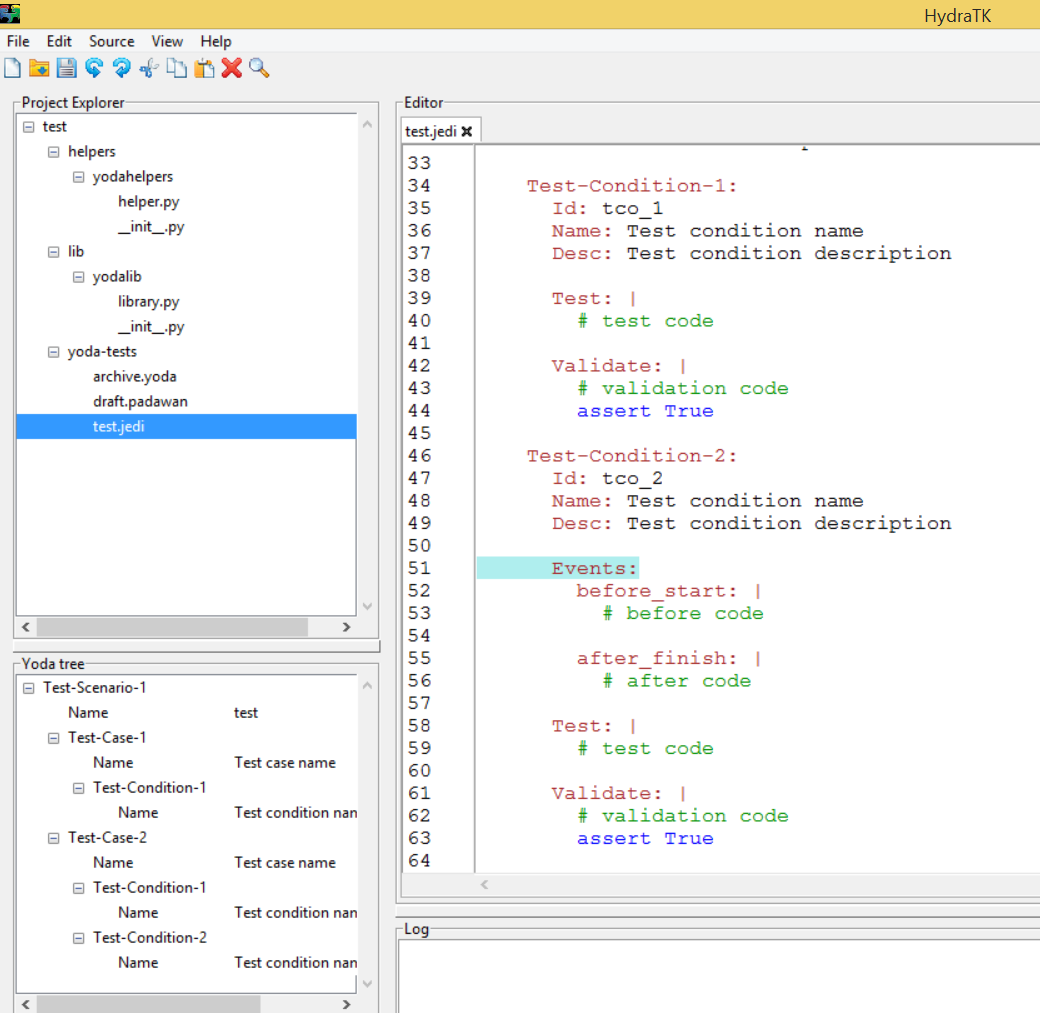 HydraTK
File Edit Source View Help
Project Explorer
test
helpers
yodahelpers
helper.py
__init__.py
lib
yodalib
library.py
__init__.py
yoda-tests
archive.yoda
draft.padawan
test.jedi
Yoda tree
Test-Scenario-1
Name test
Test-Case-1
Name Test case name
Test-Condition-1
Name Test condition nan
Test-Case-2
Name Test case name
Test-Condition-1
Name Test condition nan
Test-Condition-2
Name Test condition nan
Editor
test.jedi
33
34 Test-Condition-1:
35 Id: tco_1
36 Name: Test condition name
37 Desc: Test condition description
38
39 Test: |
40 # test code
41
42 Validate: |
43 # validation code
44 assert True
45
46 Test-Condition-2:
47 Id: tco_2
48 Name: Test condition name
49 Desc: Test condition description
50
51 Events:
52 before_start: |
53 # before code
54
55 after_finish: |
56 # after code
57
58 Test: |
59 # test code
60
61 Validate: |
62 # validation code
63 assert True
64
Log